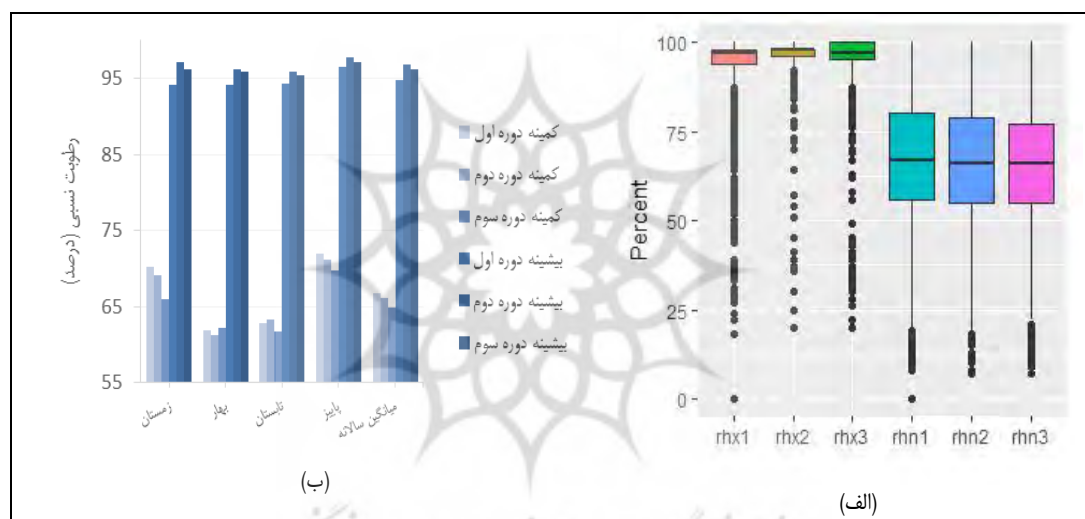 95
85
75
65
55
رطوبت نسبی (درصد)
زمستان
بهار
تابستان
پاییز
میانگین سالانه
کمینه دوره اول
کمینه دوره دوم
کمینه دوره سوم
بیشینه دوره اول
بیشینه دوره دوم
بیشینه دوره سوم
(ب)
100
75
50
25
0
Percent
rhx1 rhx2 rhx3 rhn1 rhn2 rhn3
(الف)